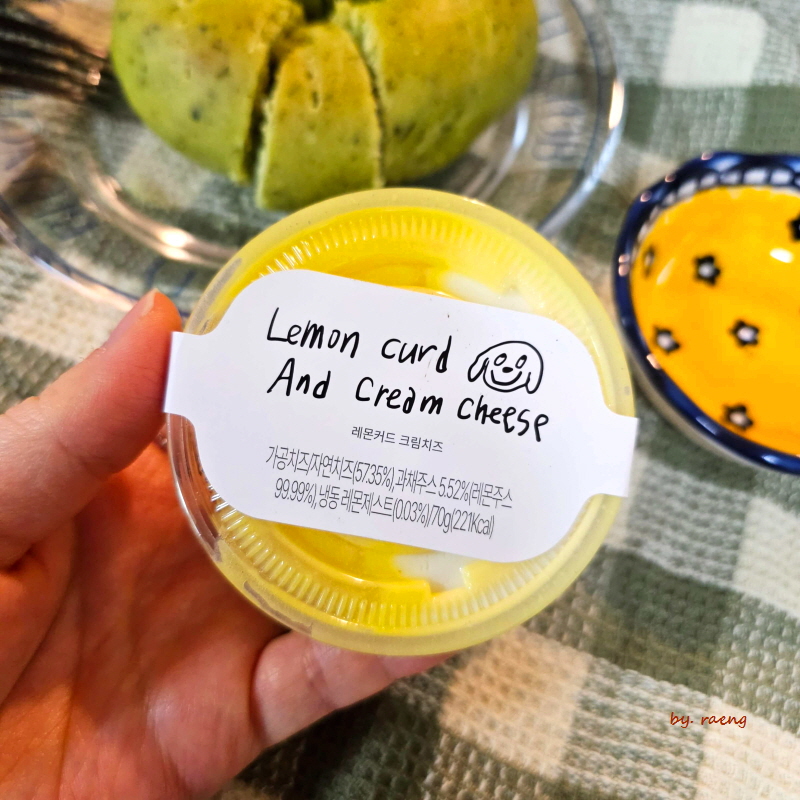 Lemon curd
And cream cheese
레몬커드 크림치즈
가공치즈/자연치즈(57.35%),과채주스 5.52%(레몬주스
99.99%), 냉동 레몬제스트(0.03%)/70g(221Kcal)
by. raeng